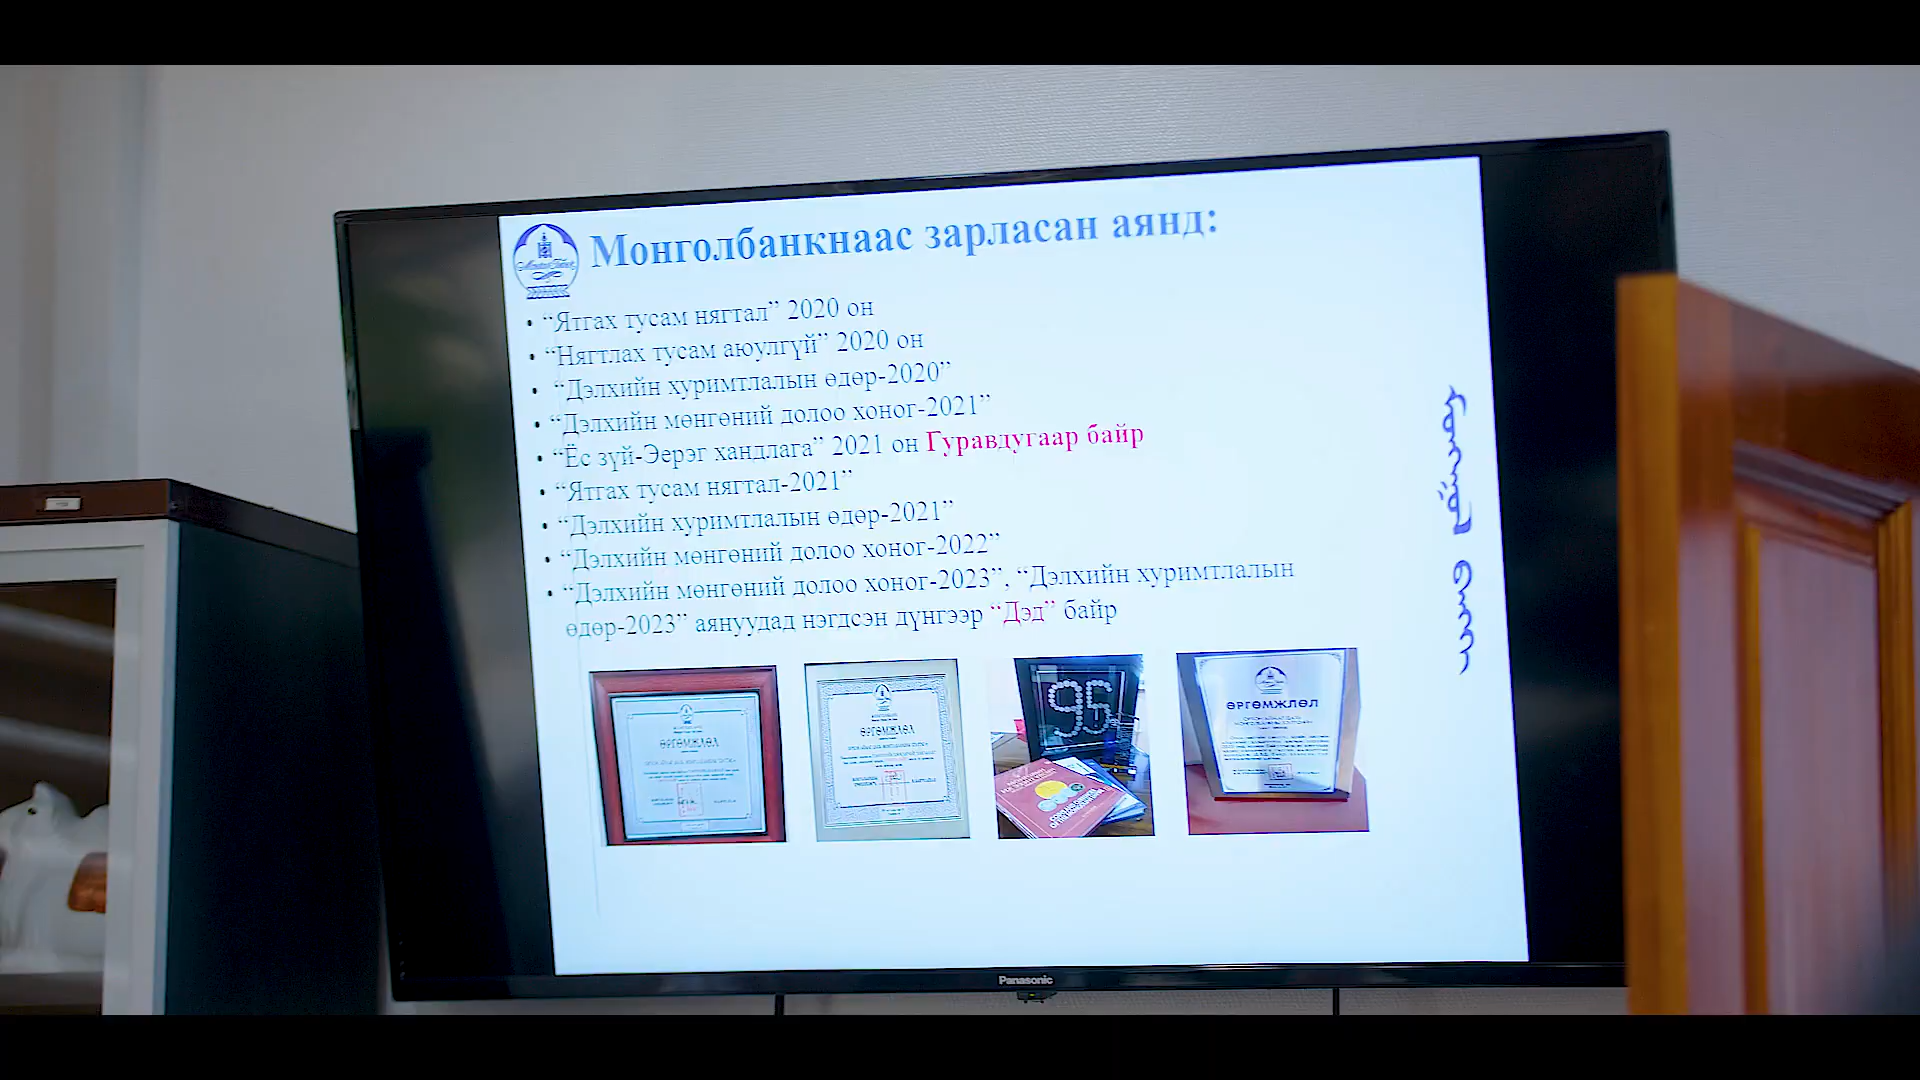 Монголбанкнаас зарласан аянд:
• “Ятгах тусам нягтал” 2020 он
• “Нягтлах тусам аюулгүй” 2020 он
• “Дэлхийн хуримтлалын өдөр-2020”
• “Дэлхийн мөнгөний долоо хоног-2021”
• “Ёс зүй-Эерэг хандлага” 2021 он Гуравдугаар байр
• “Ятгах тусам нягтал-2021”
• “Дэлхийн хуримтлалын өдөр-2021”
• “Дэлхийн мөнгөний долоо хоног-2022”
• “Дэлхийн мөнгөний долоо хоног-2023”, “Дэлхийн хуримтлалын
өдөр-2023” аянуудад нэгдсэн дүнгээр “Дэд” байр
ӨРГӨМЖЛӨЛ
ӨРГӨМЖЛӨЛ
96
ӨРГӨМЖЛӨЛ
Panasonic